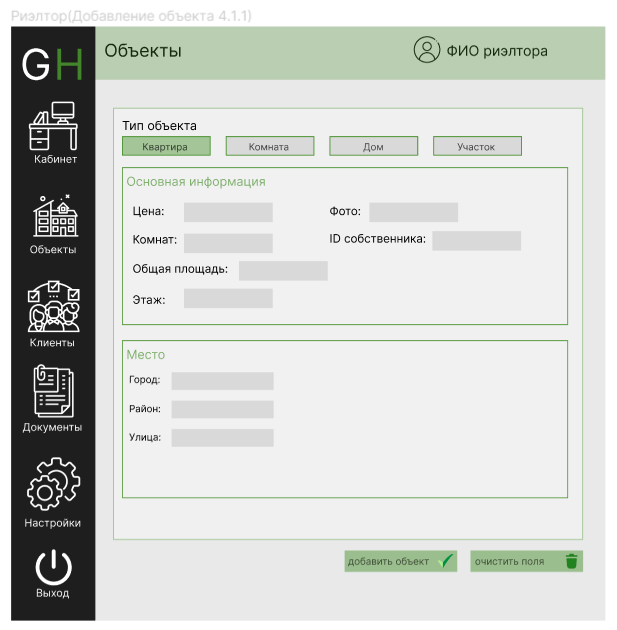 Риэлтор(Добавление объекта 4.1.1)
GH
Объекты
ФИО риэлтора
Кабинет
Объекты
Клиенты
Документы
Настройки
Выход
Тип объекта
Квартира
Комната
Дом
Участок
Основная информация
Цена:
Фото:
Комнат:
ID собственника:
Общая площадь:
Этаж:
Место
Город:
Район:
Улица:
добавить объект
очистить поля